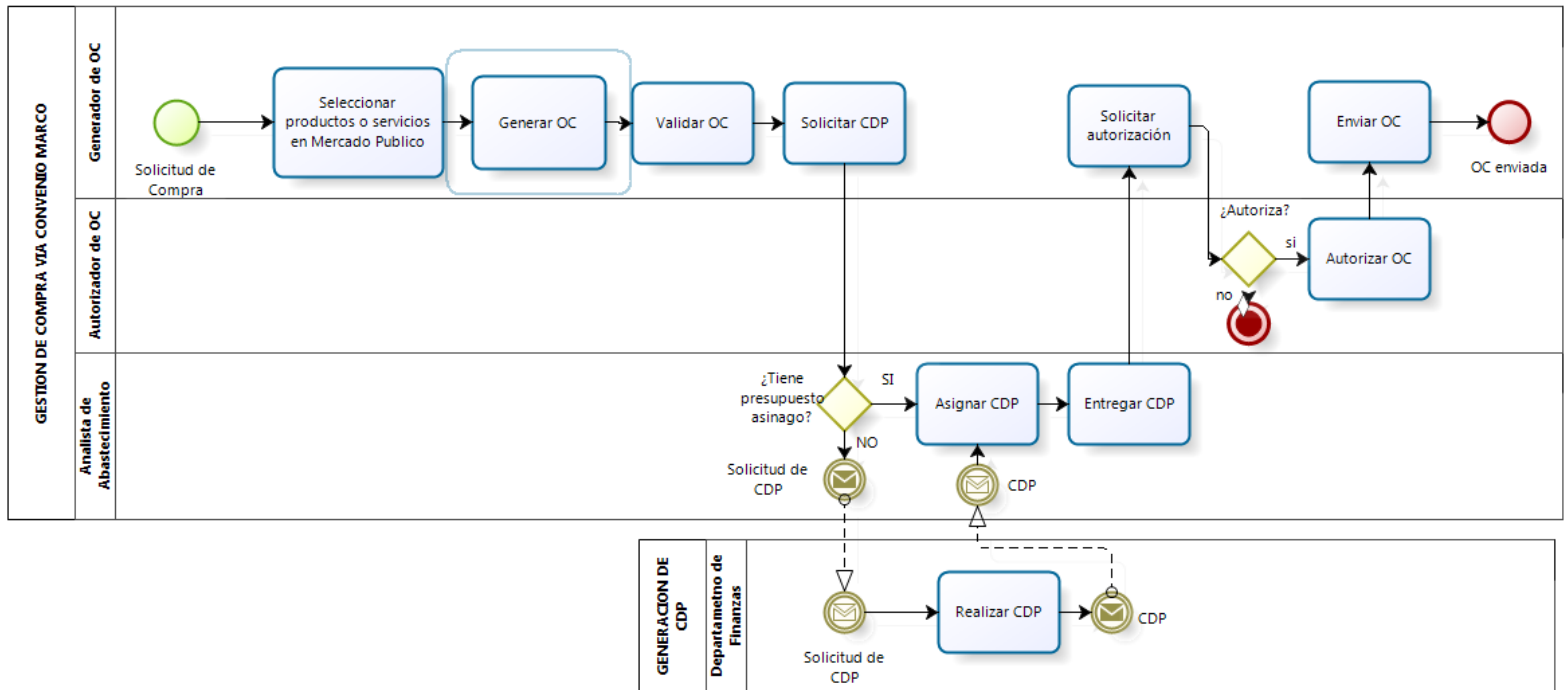 GESTION DE COMPRA VIA CONVENIO MARCO
Generador de OC
Solicitud de
Compra
Seleccionar
productos o servicios
en Mercado Publico
Generar OC
Validar OC
Solicitar CDP
Solicitar
autorización
Enviar OC
OC enviada
Autorizador de OC
¿Autoriza?
si
no
Autorizar OC
Analista de
Abastecimiento
¿Tiene
presupuesto
asinago?
SI
NO
Asignar CDP
Entregar CDP
Solicitud de
CDP
CDP
GENERACION DE
CDP
Departametno de
Finanzas
Solicitud de
CDP
Realizar CDP
CDP